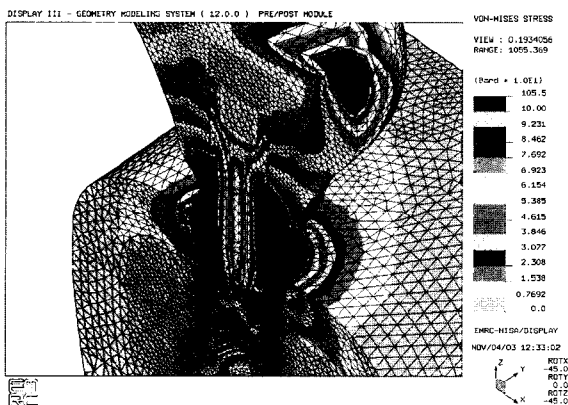 DISPLAY III - GEOMETRY MODELING SYSTEM ( 12.0.0 ) PRE/POST MODULE
VON-MISES STRESS
VIEW : 0.1934056
RANGE: 1055.369
(Band * 1.0E1)
105.5
10.00
9.231
8.462
7.692
6.923
6.154
5.385
4.615
3.846
3.077
2.308
1.538
0.7692
0.0
EMRC-NISA/DISPLAY
NOV/04/03 12:33:02
Z
Y
X
ROTX
-45.0
ROTY
0.0
ROTZ
-45.0